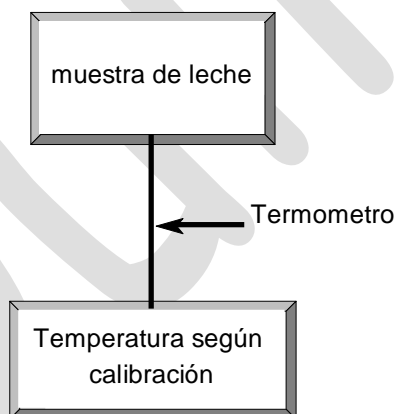 muestra de leche
Termometro
Temperatura según
calibración